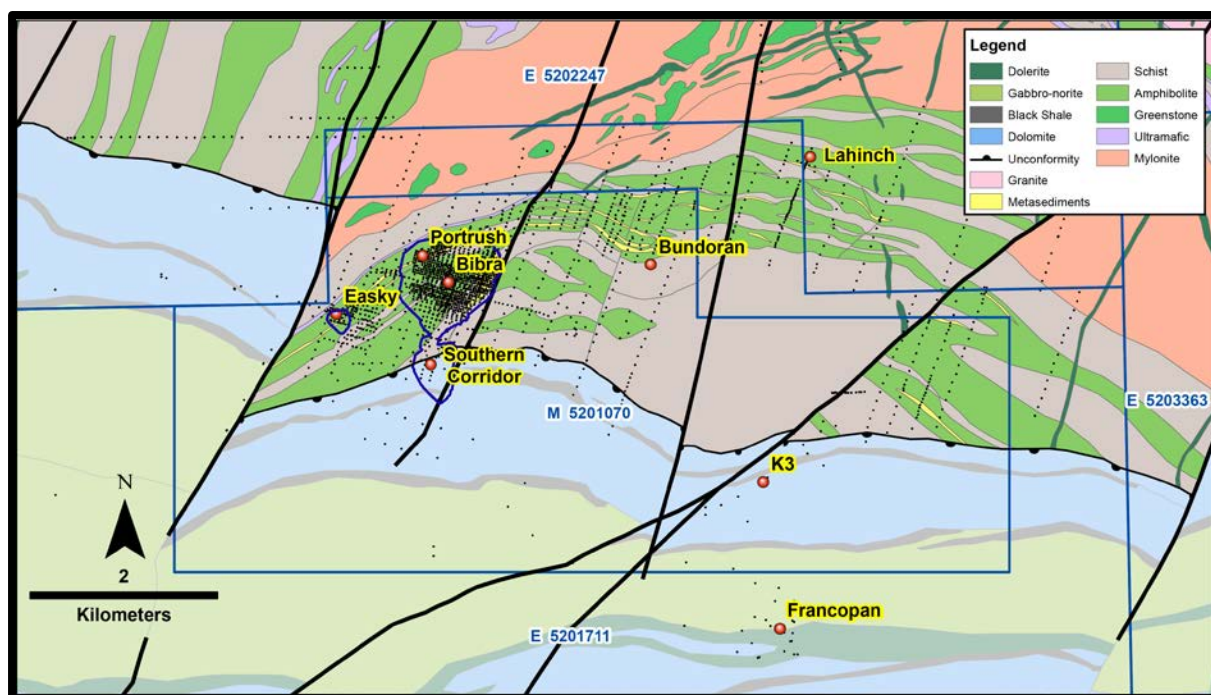 E 5202247
Legend
Dolerite
Gabbro-norite
Black Shale
Dolomite
Unconformity
Granite
Metasediments
Schist
Amphibolite
Greenstone
Ultramafic
Mylonite
Lahinch
Portrush
Bibra
Bundoran
Easky
Southern
Corridor
M 5201070
E 5203363
K3
N
2
Kilometers
Francopan
E 5201711